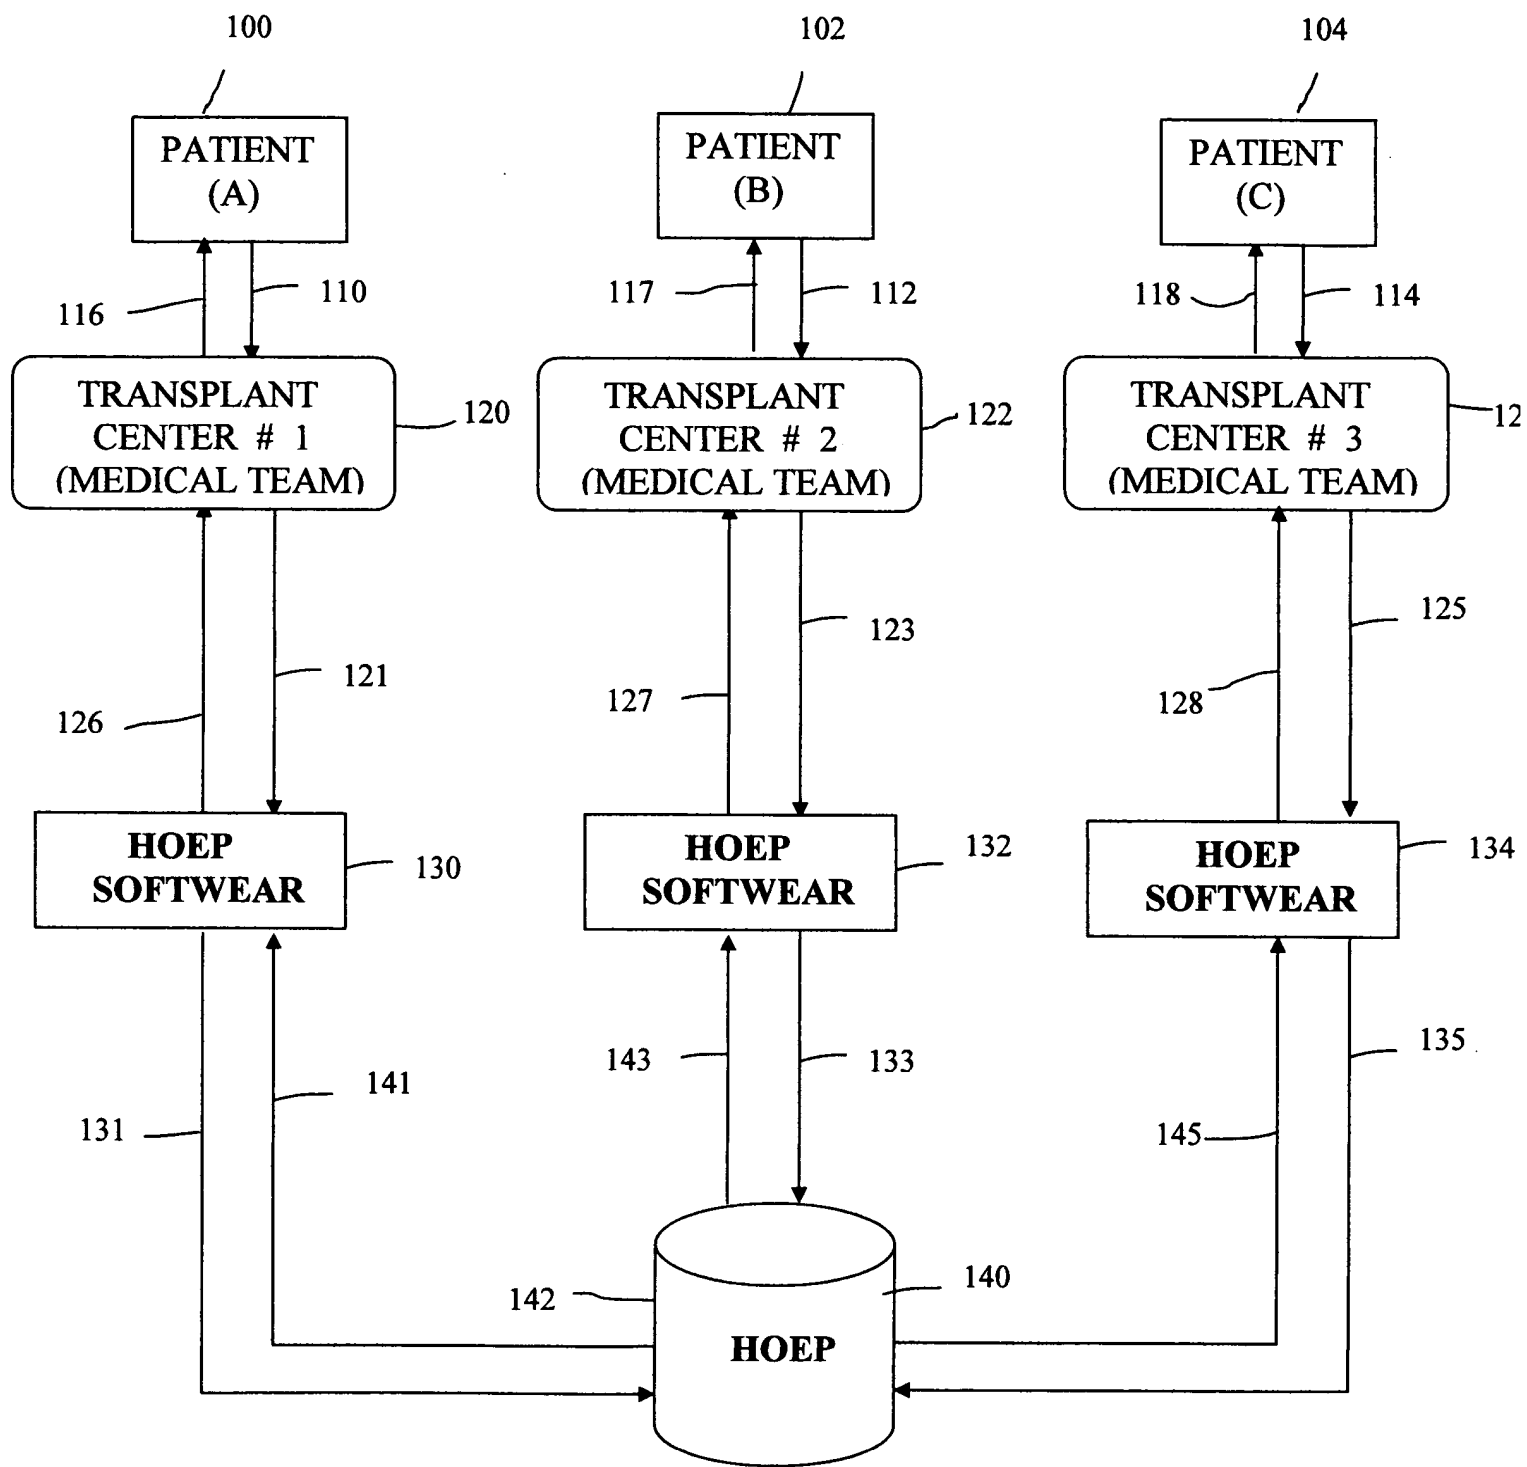 100
102
104
PATIENT
(A)
PATIENT
(B)
PATIENT
(C)
116
110
117
112
118
114
TRANSPLANT
CENTER # 1
(MEDICAL TEAM)
120
TRANSPLANT
CENTER # 2
(MEDICAL TEAM)
122
TRANSPLANT
CENTER # 3
(MEDICAL TEAM)
12
126
121
127
123
128
125
HOEP
SOFTWEAR
130
HOEP
SOFTWEAR
132
HOEP
SOFTWEAR
134
131
141
143
133
145
135
142
140
HOEP